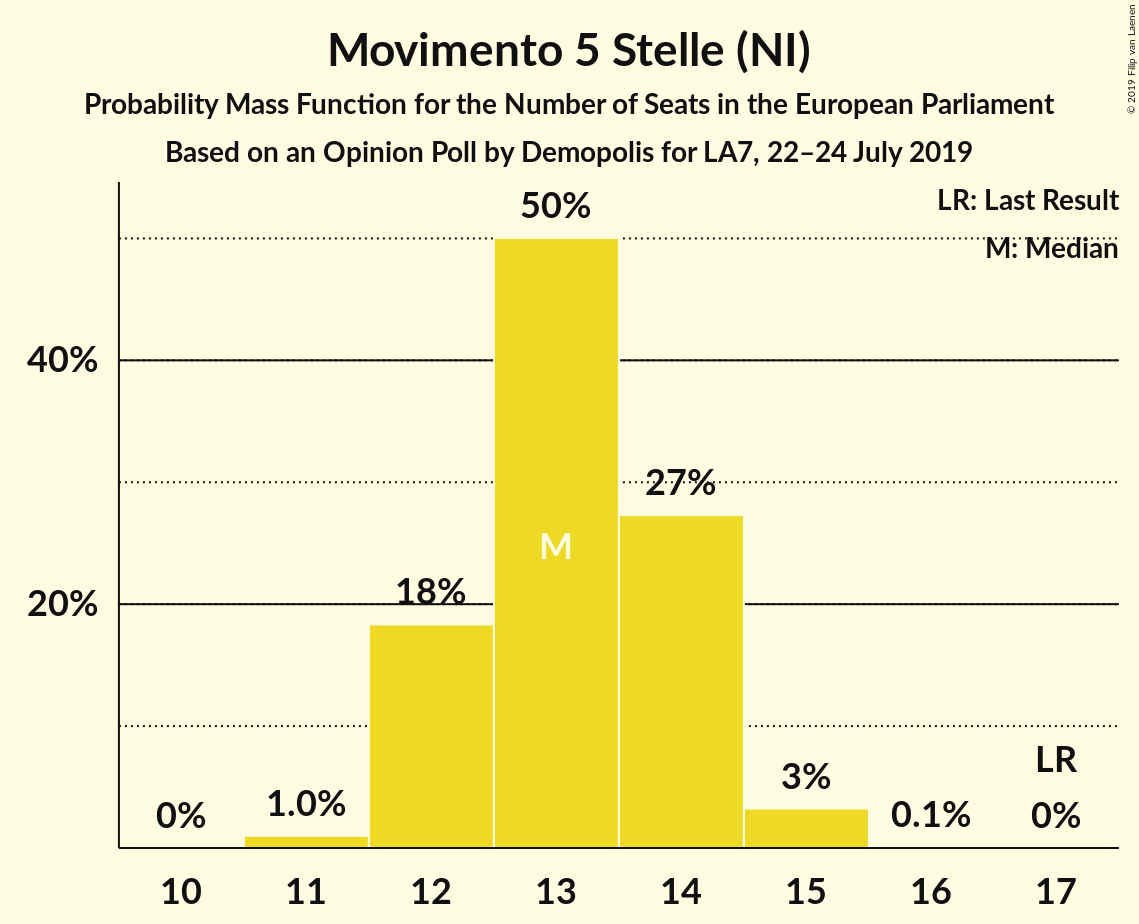 Movimento 5 Stelle (NI)
Probability Mass Function for the Number of Seats in the European Parliament
Based on an Opinion Poll by Demopolis for LA7, 22–24 July 2019
© 2019 Filip van Laenen
LR: Last Result
M: Median
50%
40%
27%
M
20%
18%
LR
3%
0%
1.0%
0.1%
0%
10 11 12 13 14 15 16 17